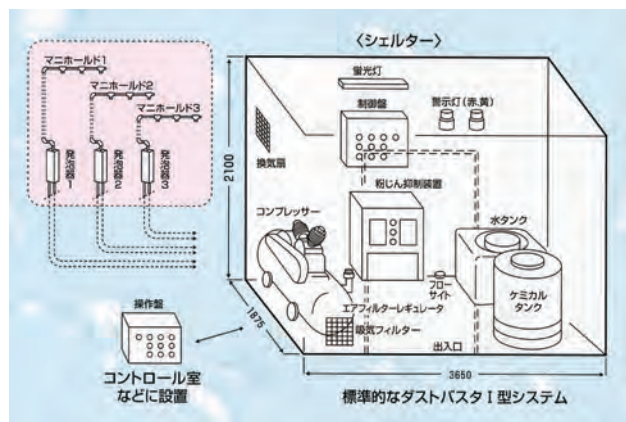 〈シェルター〉
マニホールド1
マニホールド2
マニホールド3
発泡器1
発泡器2
発泡器3
蛍光灯
制御盤
警示灯(赤、黄)
換気扇
2100
粉じん抑制装置
コンプレッサー
水タンク
フローサイト
ケミカルタンク
エアフィルターレギュレータ
吸気フィルター
出入口
1875
3650
操作盤
コントロール室
などに設置
標準的なダストバスタⅠ型システム